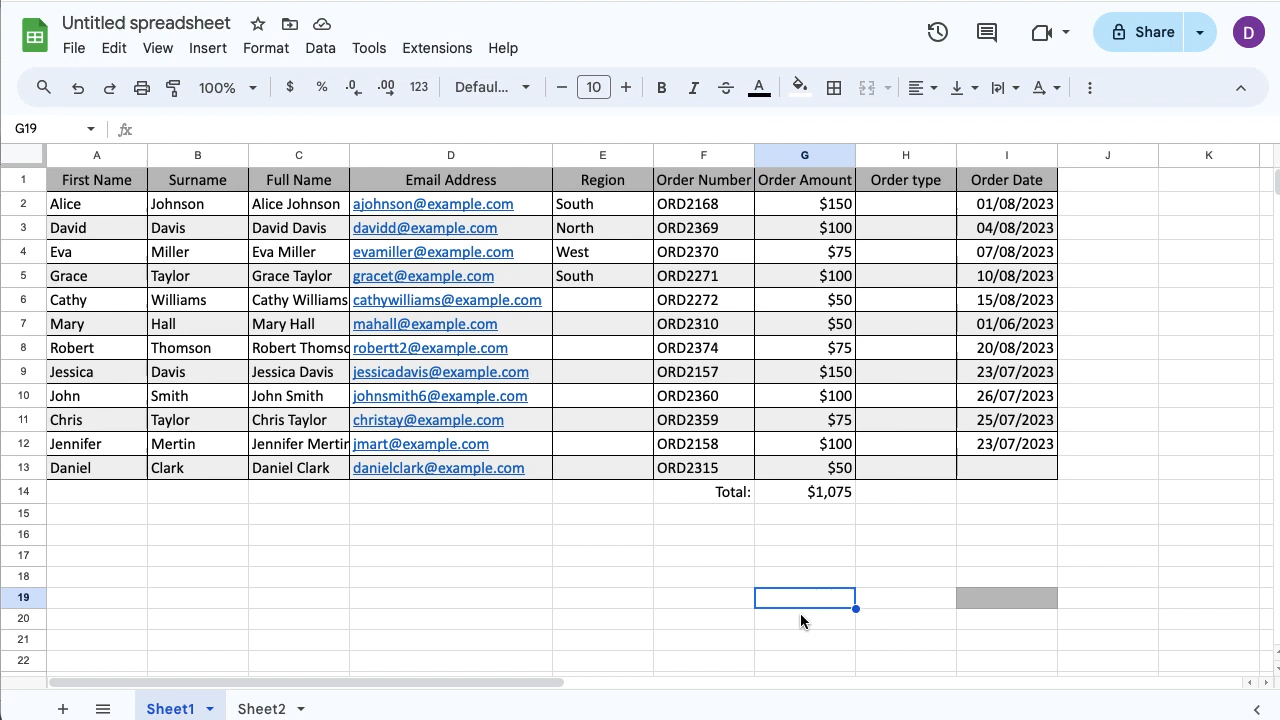 Untitled spreadsheet
File Edit View Insert Format Data Tools Extensions Help
Share D
100% $ % .0 .00 123 Defaul... 10 B I S A
G19 fx
A B C D E F G H I J K
1 First Name Surname Full Name Email Address Region Order Number Order Amount Order type Order Date
2 Alice Johnson Alice Johnson ajohnson@example.com South ORD2168 $150 01/08/2023
3 David Davis David Davis davidd@example.com North ORD2369 $100 04/08/2023
4 Eva Miller Eva Miller evamiller@example.com West ORD2370 $75 07/08/2023
5 Grace Taylor Grace Taylor gracet@example.com South ORD2271 $100 10/08/2023
6 Cathy Williams Cathy Williams cathywilliams@example.com ORD2272 $50 15/08/2023
7 Mary Hall Mary Hall mahall@example.com ORD2310 $50 01/06/2023
8 Robert Thomson Robert Thomso robertt2@example.com ORD2374 $75 20/08/2023
9 Jessica Davis Jessica Davis jessicadavis@example.com ORD2157 $150 23/07/2023
10 John Smith John Smith johnsmith6@example.com ORD2360 $100 26/07/2023
11 Chris Taylor Chris Taylor christay@example.com ORD2359 $75 25/07/2023
12 Jennifer Mertin Jennifer Mertin jmart@example.com ORD2158 $100 23/07/2023
13 Daniel Clark Daniel Clark danielclark@example.com ORD2315 $50
14 Total: $1,075
15
16
17
18
19
20
21
22
Sheet1 Sheet2